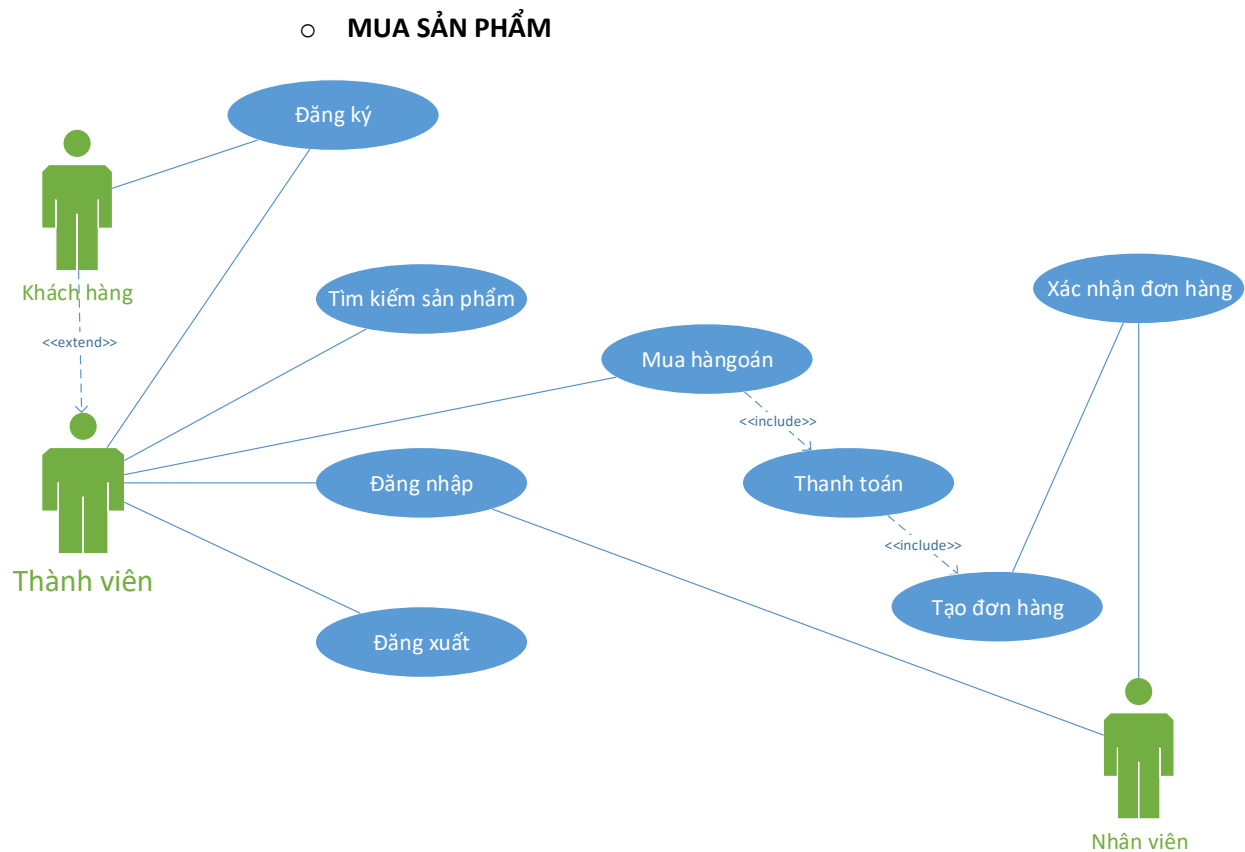 ○ MUA SẢN PHẨM
Đăng ký
Khách hàng
Tìm kiếm sản phẩm
Xác nhận đơn hàng
<<extend>>
Mua hàngoán
<<include>>
Đăng nhập
Thanh toán
<<include>>
Thành viên
Tạo đơn hàng
Đăng xuất
Nhân viên